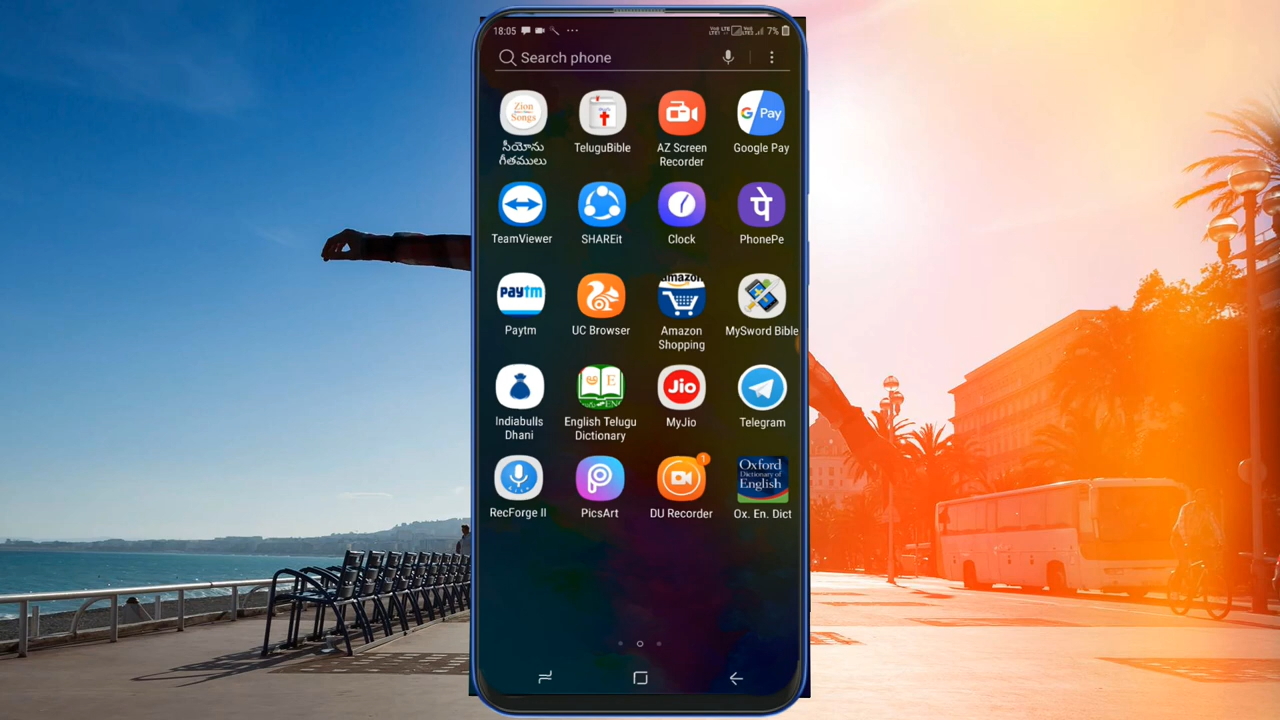 18:05
7%
Search phone
Zion
Songs
సీయోను
గీతములు
TeluguBible
AZ Screen
Recorder
G Pay
Google Pay
TeamViewer
SHAREit
Clock
पे
PhonePe
paytm
Paytm
UC Browser
amazon
Amazon
Shopping
MySword Bible
Indiabulls
Dhani
E
English Telugu
Dictionary
Jio
MyJio
Telegram
RecForge II
PicsArt
1
DU Recorder
Oxford
Dictionary of
English
Ox. En. Dict